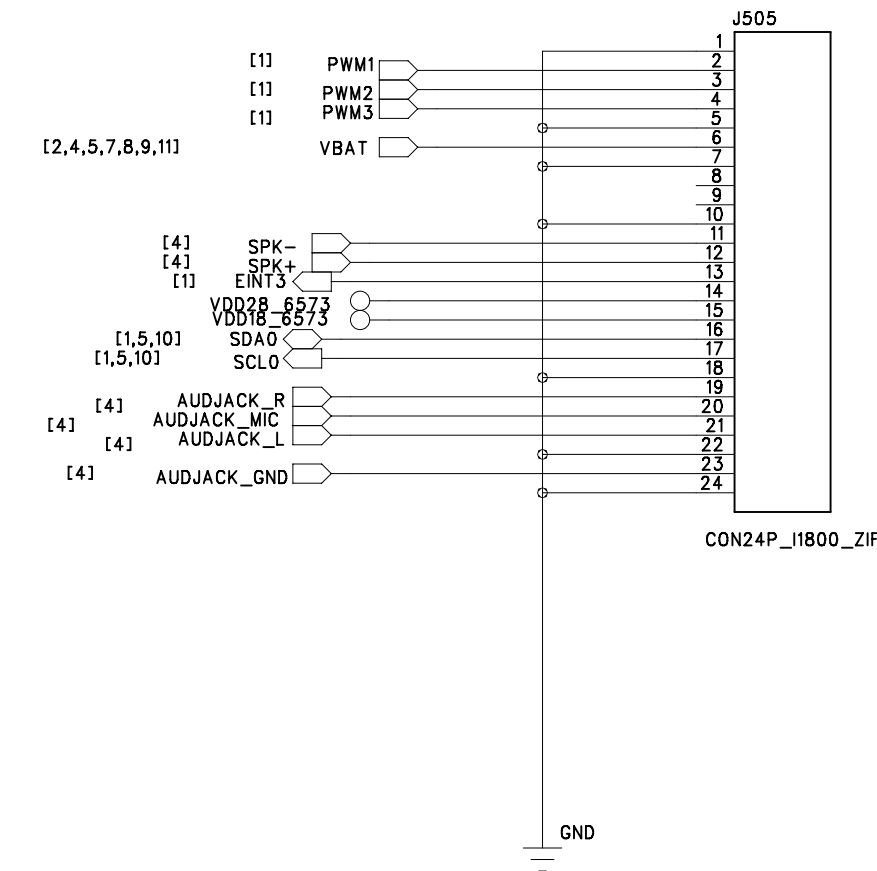 J505
1
[1] PWM1 2
[1] PWM2 3
[1] PWM3 4
5
[2,4,5,7,8,9,11] VBAT 6
7
8
9
10
[4] SPK- 11
[4] SPK+ 12
[1] EINT3 13
VDD28_6573 14
VDD18_6573 15
[1,5,10] SDA0 16
[1,5,10] SCL0 17
18
[4] AUDJACK_R 19
[4] AUDJACK_MIC 20
[4] AUDJACK_L 21
22
[4] AUDJACK_GND 23
24
CON24P_I1800_ZIF
GND